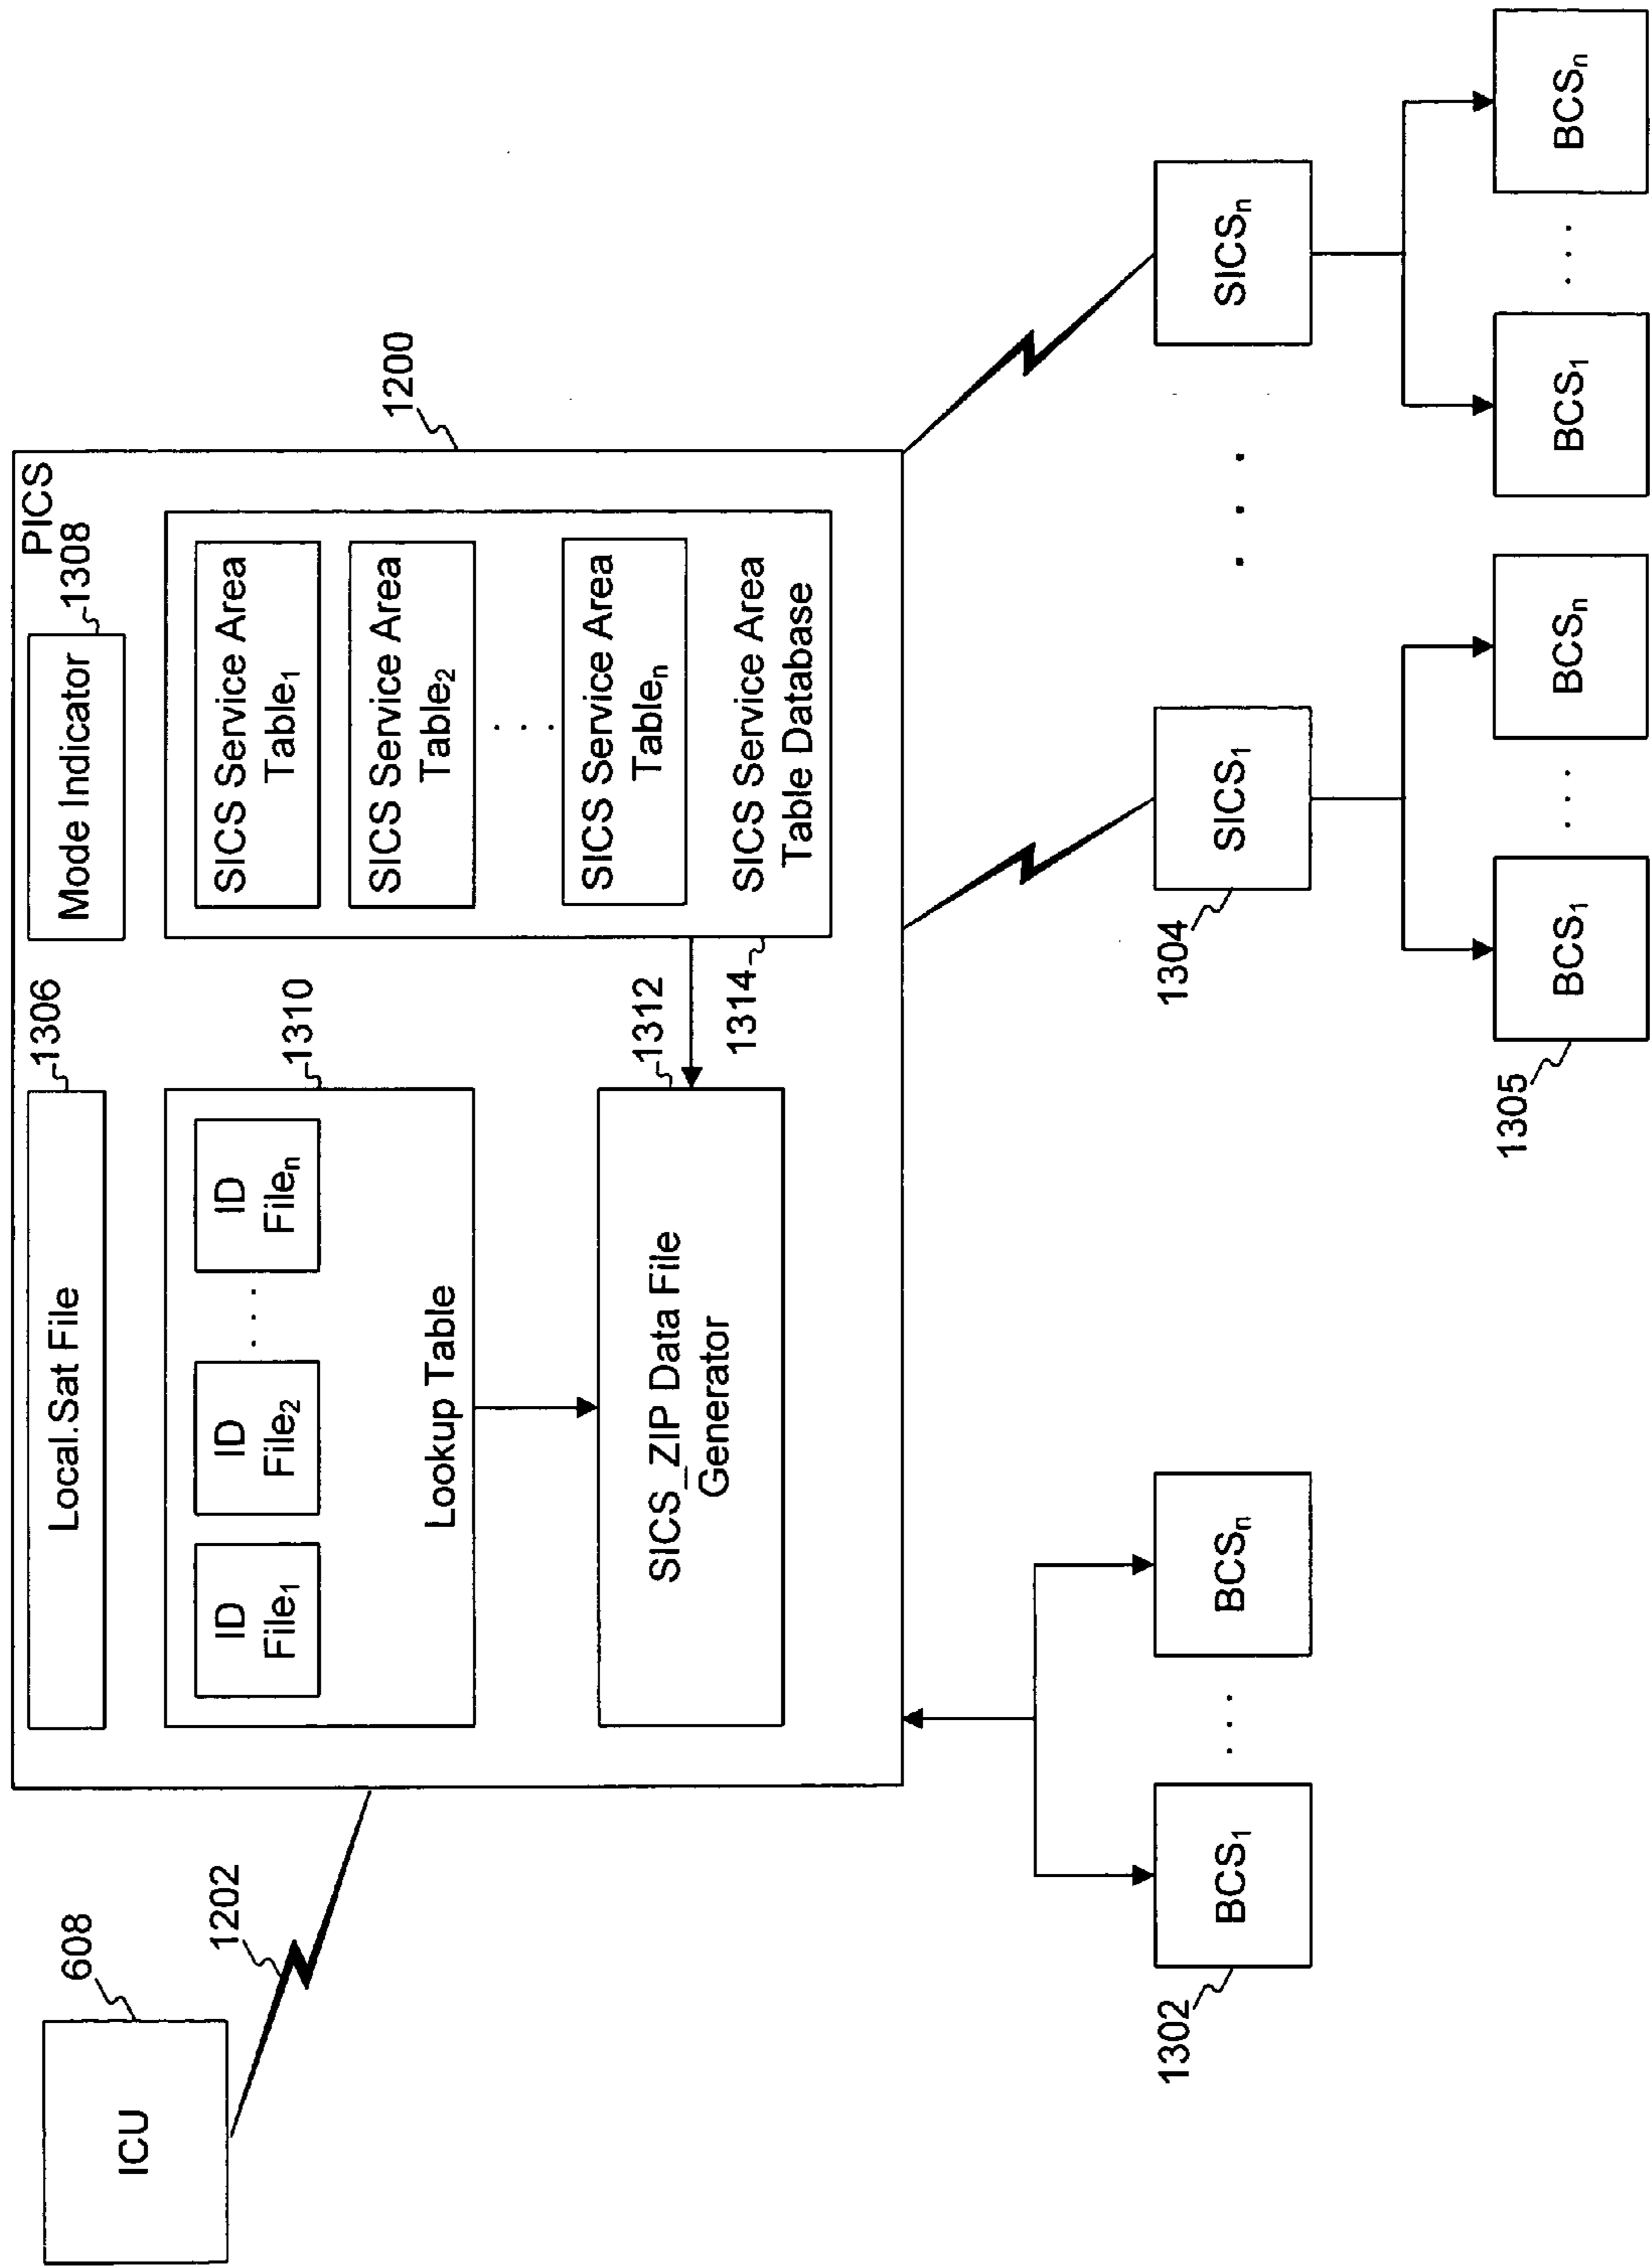 ICU
608
1202
PICS
1200
Local.Sat File
1306
Mode Indicator
1308
ID
File₁
ID
File₂
. . .
ID
Fileₙ
Lookup Table
1310
SICS_ZIP Data File
Generator
1312
SICS Service Area
Table₁
SICS Service Area
Table₂
. . .
SICS Service Area
Tableₙ
SICS Service Area
Table Database
1314
BCS₁
. . .
BCSₙ
1302
SICS₁
1304
. . .
SICSₙ
BCS₁
. . .
BCSₙ
1305
BCS₁
. . .
BCSₙ